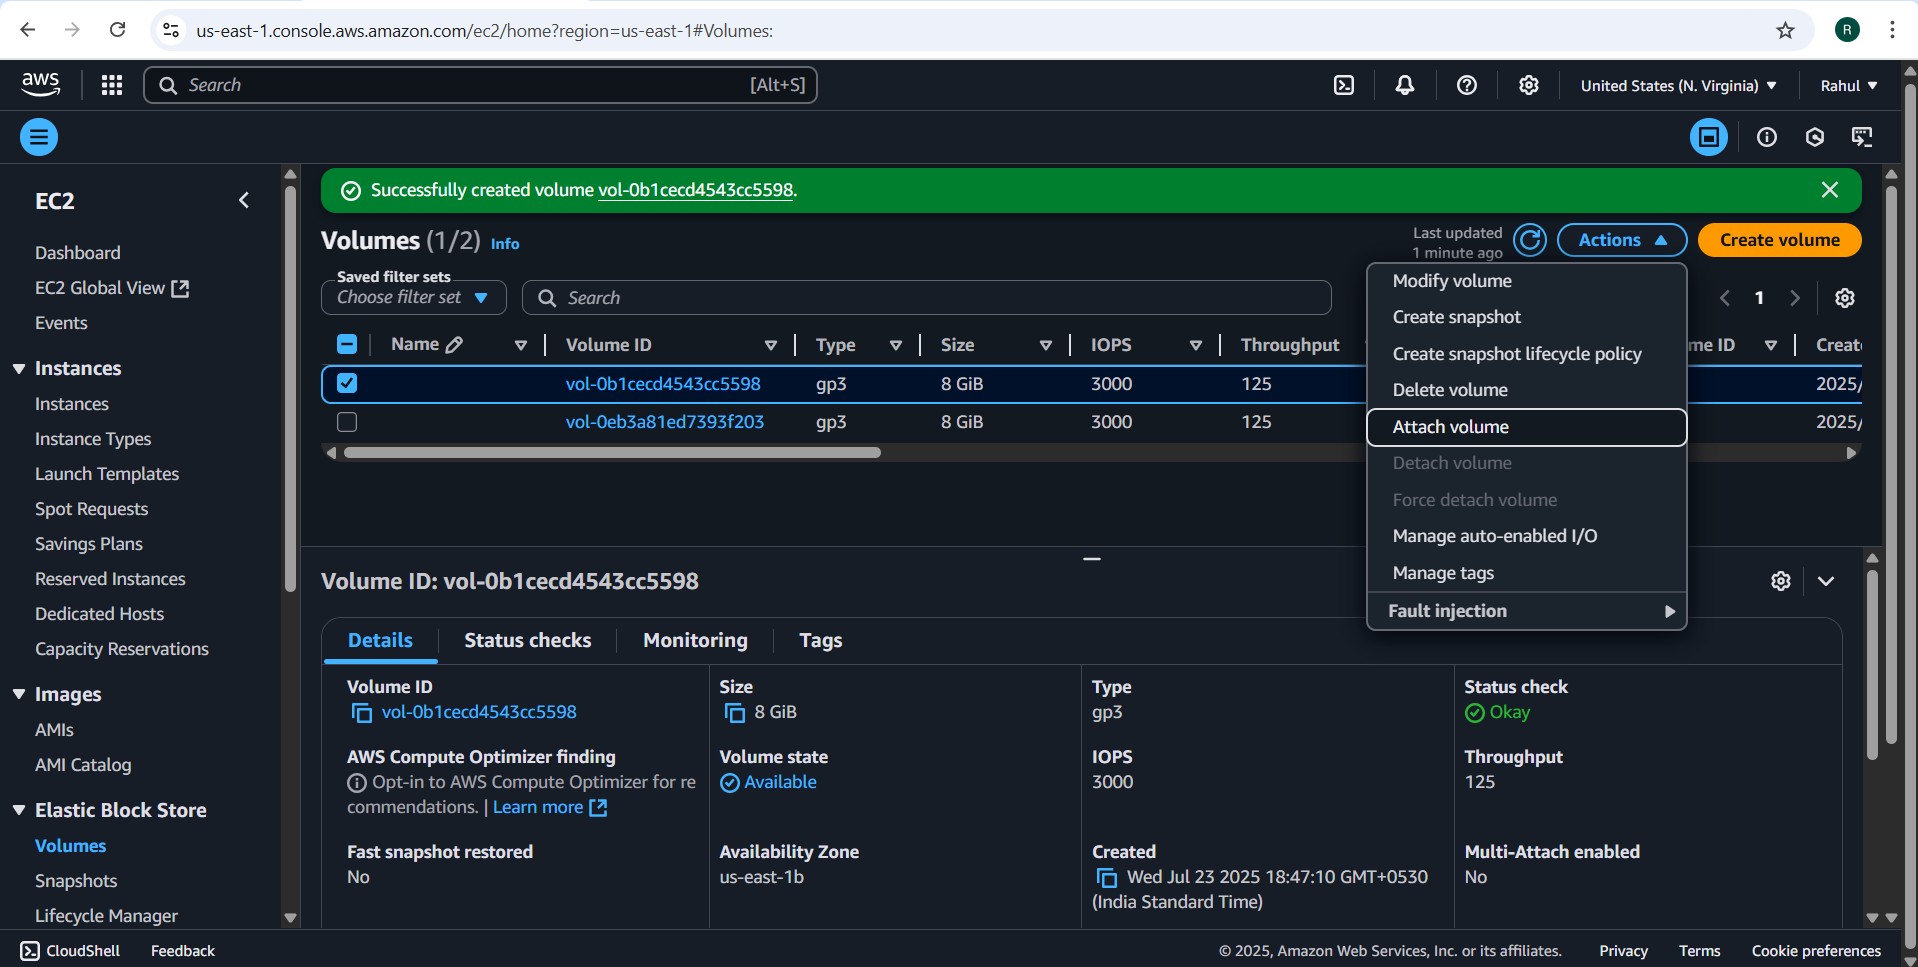 us-east-1.console.aws.amazon.com/ec2/home?region=us-east-1#Volumes:
R
aws
Search
[Alt+S]
United States (N. Virginia)
Rahul
EC2
Dashboard
EC2 Global View
Events
Instances
Instances
Instance Types
Launch Templates
Spot Requests
Savings Plans
Reserved Instances
Dedicated Hosts
Capacity Reservations
Images
AMIs
AMI Catalog
Elastic Block Store
Volumes
Snapshots
Lifecycle Manager
Successfully created volume vol-0b1cecd4543cc5598.
Volumes (1/2) Info
Last updated
1 minute ago
Actions
Create volume
Saved filter sets
Choose filter set
Search
1
Name Volume ID Type Size IOPS Throughput me ID Creat
vol-0b1cecd4543cc5598 gp3 8 GiB 3000 125 2025/
vol-0eb3a81ed7393f203 gp3 8 GiB 3000 125 2025/
Modify volume
Create snapshot
Create snapshot lifecycle policy
Delete volume
Attach volume
Detach volume
Force detach volume
Manage auto-enabled I/O
Manage tags
Fault injection
Volume ID: vol-0b1cecd4543cc5598
Details Status checks Monitoring Tags
Volume ID
vol-0b1cecd4543cc5598
Size
8 GiB
Type
gp3
Status check
Okay
AWS Compute Optimizer finding
Opt-in to AWS Compute Optimizer for re
commendations. | Learn more
Volume state
Available
IOPS
3000
Throughput
125
Fast snapshot restored
No
Availability Zone
us-east-1b
Created
Wed Jul 23 2025 18:47:10 GMT+0530
(India Standard Time)
Multi-Attach enabled
No
CloudShell Feedback
© 2025, Amazon Web Services, Inc. or its affiliates. Privacy Terms Cookie preferences